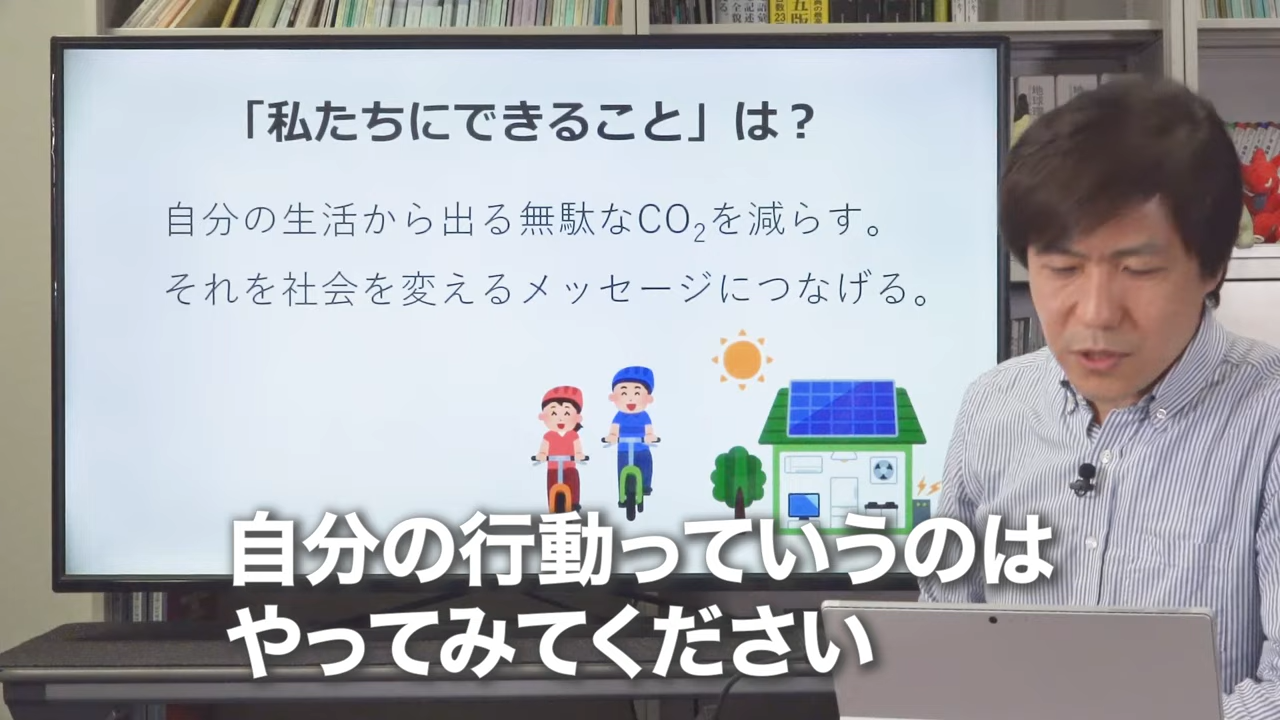 「私たちにできること」は？
自分の生活から出る無駄なCO₂を減らす。
それを社会を変えるメッセージにつなげる。
自分の行動っていうのは
やってみてください